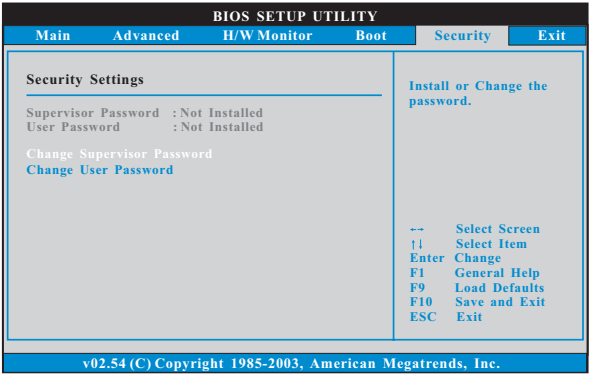 BIOS SETUP UTILITY
Main Advanced H/W Monitor Boot Security Exit
Security Settings
Supervisor Password : Not Installed
User Password : Not Installed
Change Supervisor Password
Change User Password
Install or Change the
password.
←→ Select Screen
↑↓ Select Item
Enter Change
F1 General Help
F9 Load Defaults
F10 Save and Exit
ESC Exit
v02.54 (C) Copyright 1985-2003, American Megatrends, Inc.